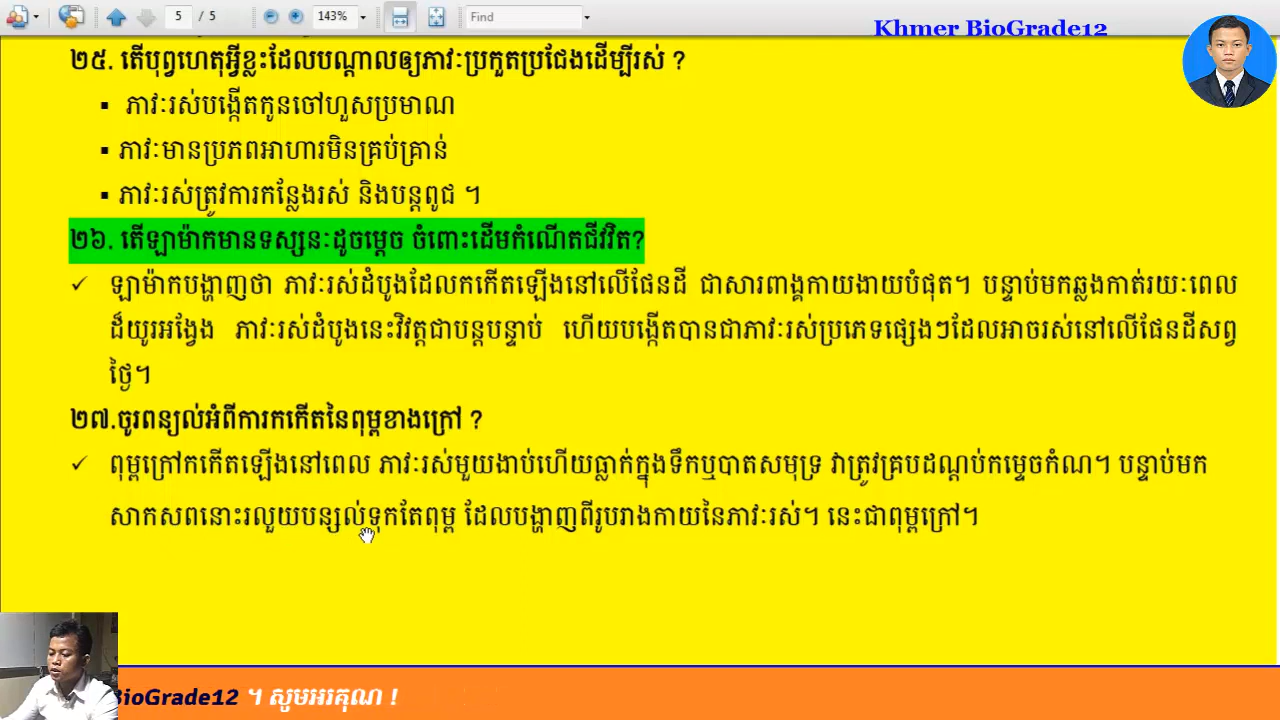 5 / 5 143% Find
Khmer BioGrade12
២៥. តើបុព្វហេតុអ្វីខ្លះដែលបណ្តាលឲ្យភាវៈប្រកួតប្រជែងដើម្បីរស់ ?
▪ ភាវៈរស់បង្កើតកូនចៅហួសប្រមាណ
▪ ភាវៈមានប្រភពអាហារមិនគ្រប់គ្រាន់
▪ ភាវៈរស់ត្រូវការកន្លែងរស់ និងបន្តពូជ ។
២៦. តើឡាម៉ាកមានទស្សនៈដូចម្តេច ចំពោះដើមកំណើតជីវវិត?
✓ ឡាម៉ាកបង្ហាញថា ភាវៈរស់ដំបូងដែលកកើតឡើងនៅលើផែនដី ជាសារពាង្គកាយងាយបំផុត។ បន្ទាប់មកឆ្លងកាត់រយៈពេល
ដ៏យូរអង្វែង ភាវៈរស់ដំបូងនេះវិវត្តជាបន្តបន្ទាប់ ហើយបង្កើតបានជាភាវៈរស់ប្រភេទផ្សេងៗដែលអាចរស់នៅលើផែនដីសព្វ
ថ្ងៃ។
២៧.ចូរពន្យល់អំពីការកកើតនៃពុម្ពខាងក្រៅ ?
✓ ពុម្ពក្រៅកកើតឡើងនៅពេល ភាវៈរស់មួយងាប់ហើយធ្លាក់ក្នុងទឹកឬបាតសមុទ្រ វាត្រូវគ្របដណ្តប់កម្ទេចកំណ។ បន្ទាប់មក
សាកសពនោះរលួយបន្សល់ទុកតែពុម្ព ដែលបង្ហាញពីរូបរាងកាយនៃភាវៈរស់។ នេះជាពុម្ពក្រៅ។
BioGrade12 ។ សូមអរគុណ !